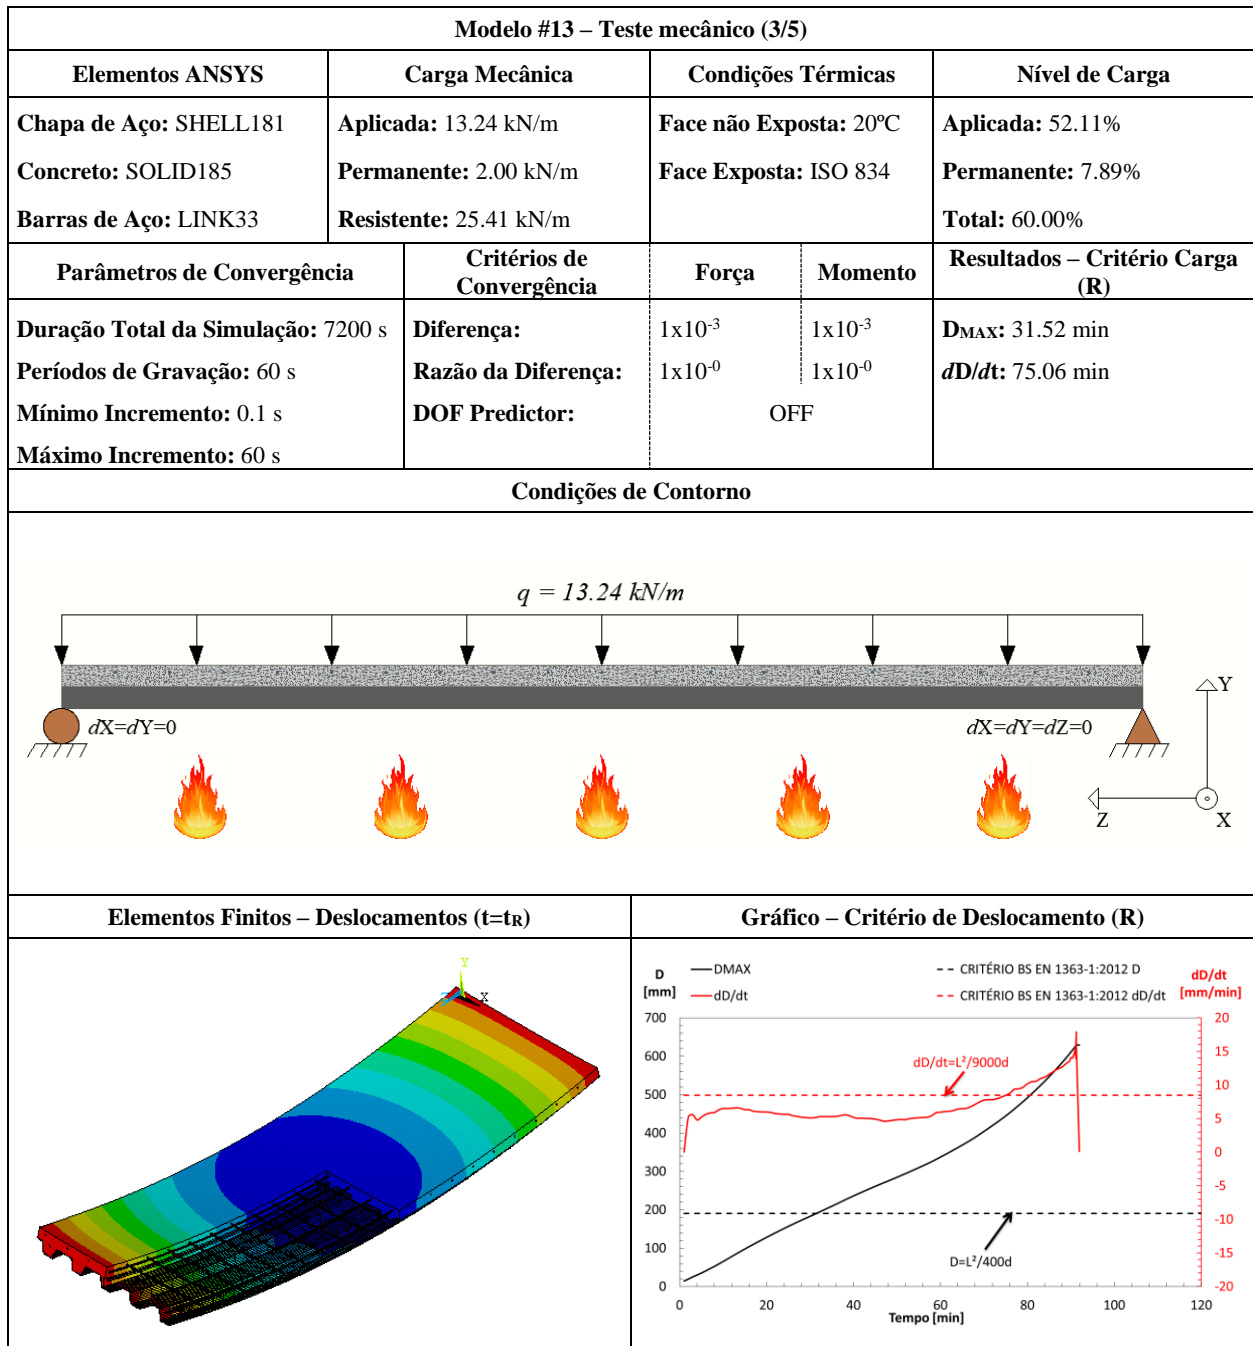 Modelo #13 – Teste mecânico (3/5)
Elementos ANSYS
Carga Mecânica
Condições Térmicas
Nível de Carga
Chapa de Aço: SHELL181
Concreto: SOLID185
Barras de Aço: LINK33
Aplicada: 13.24 kN/m
Permanente: 2.00 kN/m
Resistente: 25.41 kN/m
Face não Exposta: 20ºC
Face Exposta: ISO 834
Aplicada: 52.11%
Permanente: 7.89%
Total: 60.00%
Parâmetros de Convergência
Critérios de
Convergência
Força
Momento
Resultados – Critério Carga
(R)
Duração Total da Simulação: 7200 s
Períodos de Gravação: 60 s
Mínimo Incremento: 0.1 s
Máximo Incremento: 60 s
Diferença: 1x10-3 1x10-3
Razão da Diferença: 1x10-0 1x10-0
DOF Predictor: OFF
DMAX: 31.52 min
dD/dt: 75.06 min
Condições de Contorno
q = 13.24 kN/m
dX=dY=0
dX=dY=dZ=0
Y
Z
X
Elementos Finitos – Deslocamentos (t=tR)
Gráfico – Critério de Deslocamento (R)
Y
Z
X
D
[mm]
DMAX
CRITÉRIO BS EN 1363-1:2012 D
dD/dt
CRITÉRIO BS EN 1363-1:2012 dD/dt
dD/dt
[mm/min]
700
600
500
400
300
200
100
0
20
15
10
5
0
-5
-10
-15
-20
dD/dt=L²/9000d
D=L²/400d
0 20 40 60 80 100 120
Tempo [min]